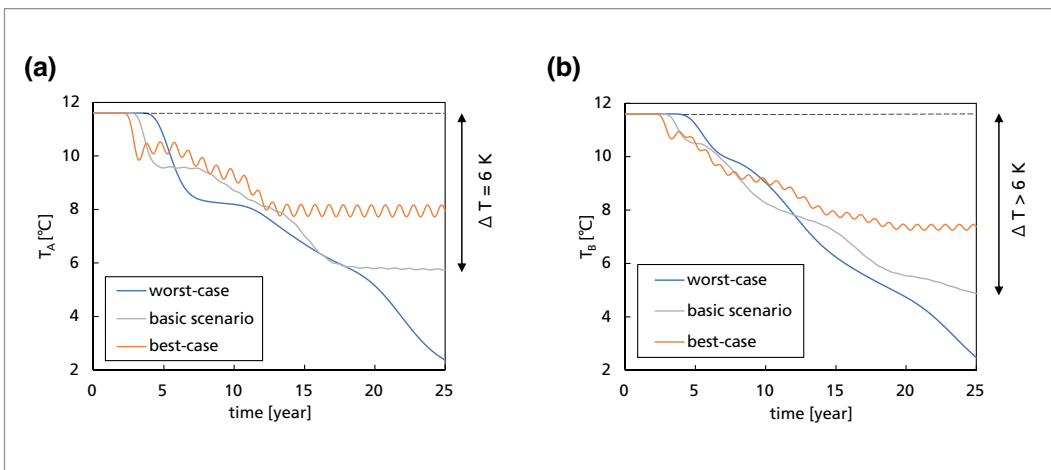 (a)
12
10
8
6
4
2
T_A [°C]
worst-case
basic scenario
best-case
0 5 10 15 20 25
time [year]
Δ T = 6 K
(b)
12
10
8
6
4
2
T_B [°C]
worst-case
basic scenario
best-case
0 5 10 15 20 25
time [year]
Δ T > 6 K